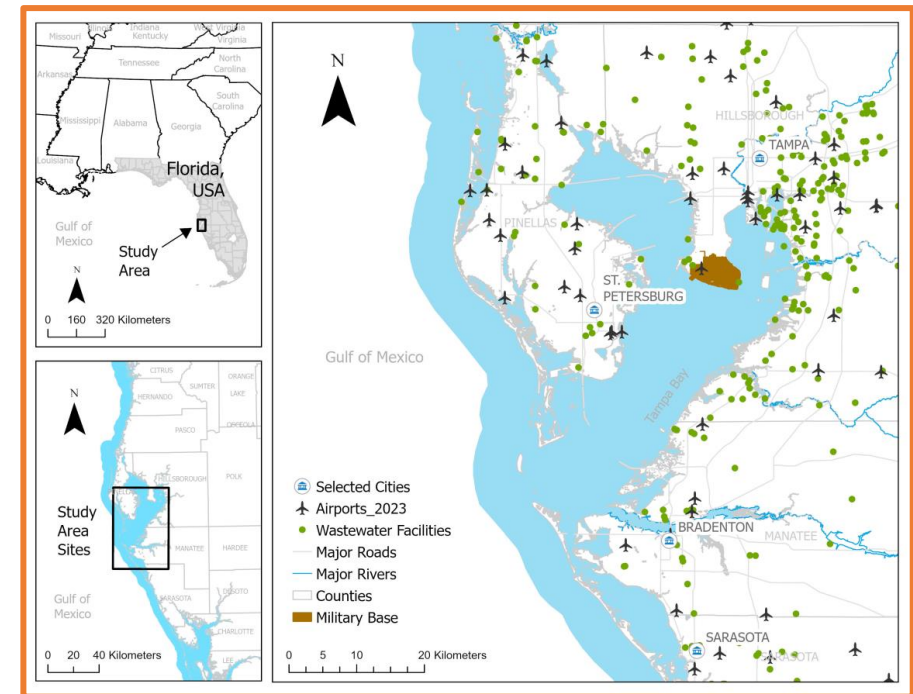 Missouri
Illinois
Indiana
Kentucky
West Virginia
Virginia
Tennessee
North
Carolina
Arkansas
South
Carolina
Mississippi
Alabama
Georgia
Louisiana
Florida,
USA
Gulf of
Mexico
Study
Area
N
0 160 320 Kilometers
CITRUS
SUMTER
ORANGE
LAKE
HERNANDO
OSCEOLA
PASCO
N
HILLSBOROUGH
POLK
Study
Area
Sites
MANATEE
HARDEE
Gulf of
Mexico
SARASOTA
DESOTO
CHARLOTTE
LEE
0 20 40 Kilometers
N
HILLSBOROUGH
TAMPA
PINELLAS
ST.
PETERSBURG
Gulf of Mexico
Tampa Bay
Selected Cities
Airports_2023
Wastewater Facilities
Major Roads
Major Rivers
Counties
Military Base
BRADENTON
MANATEE
SARASOTA
SARASOTA
0 5 10 20 Kilometers